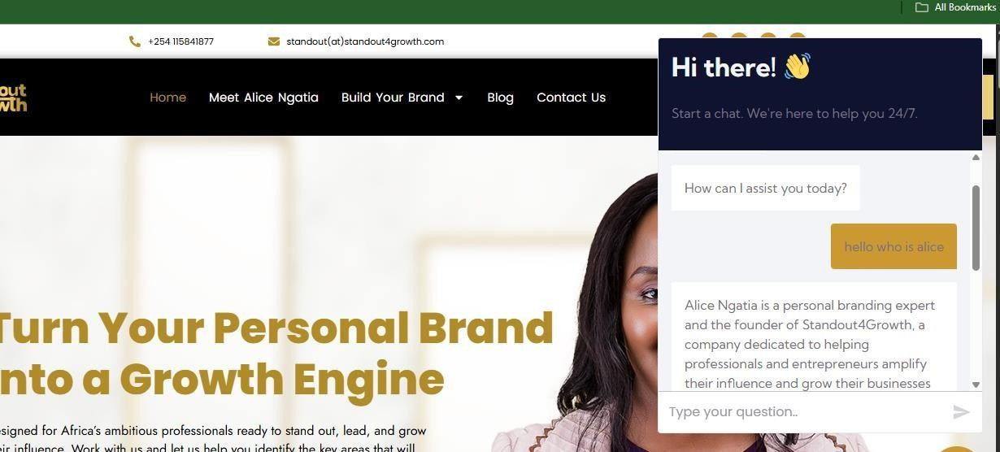 All Bookmarks
+254 115841877
standout(at)standout4growth.com
out
wth
Home
Meet Alice Ngatia
Build Your Brand
Blog
Contact Us
Turn Your Personal Brand
nto a Growth Engine
esigned for Africa's ambitious professionals ready to stand out, lead, and grow
eir influence. Work with us and let us help you identify the key areas that will
Hi there! 👋
Start a chat. We're here to help you 24/7.
How can I assist you today?
hello who is alice
Alice Ngatia is a personal branding expert
and the founder of Standout4Growth, a
company dedicated to helping
professionals and entrepreneurs amplify
their influence and grow their businesses
Type your question..